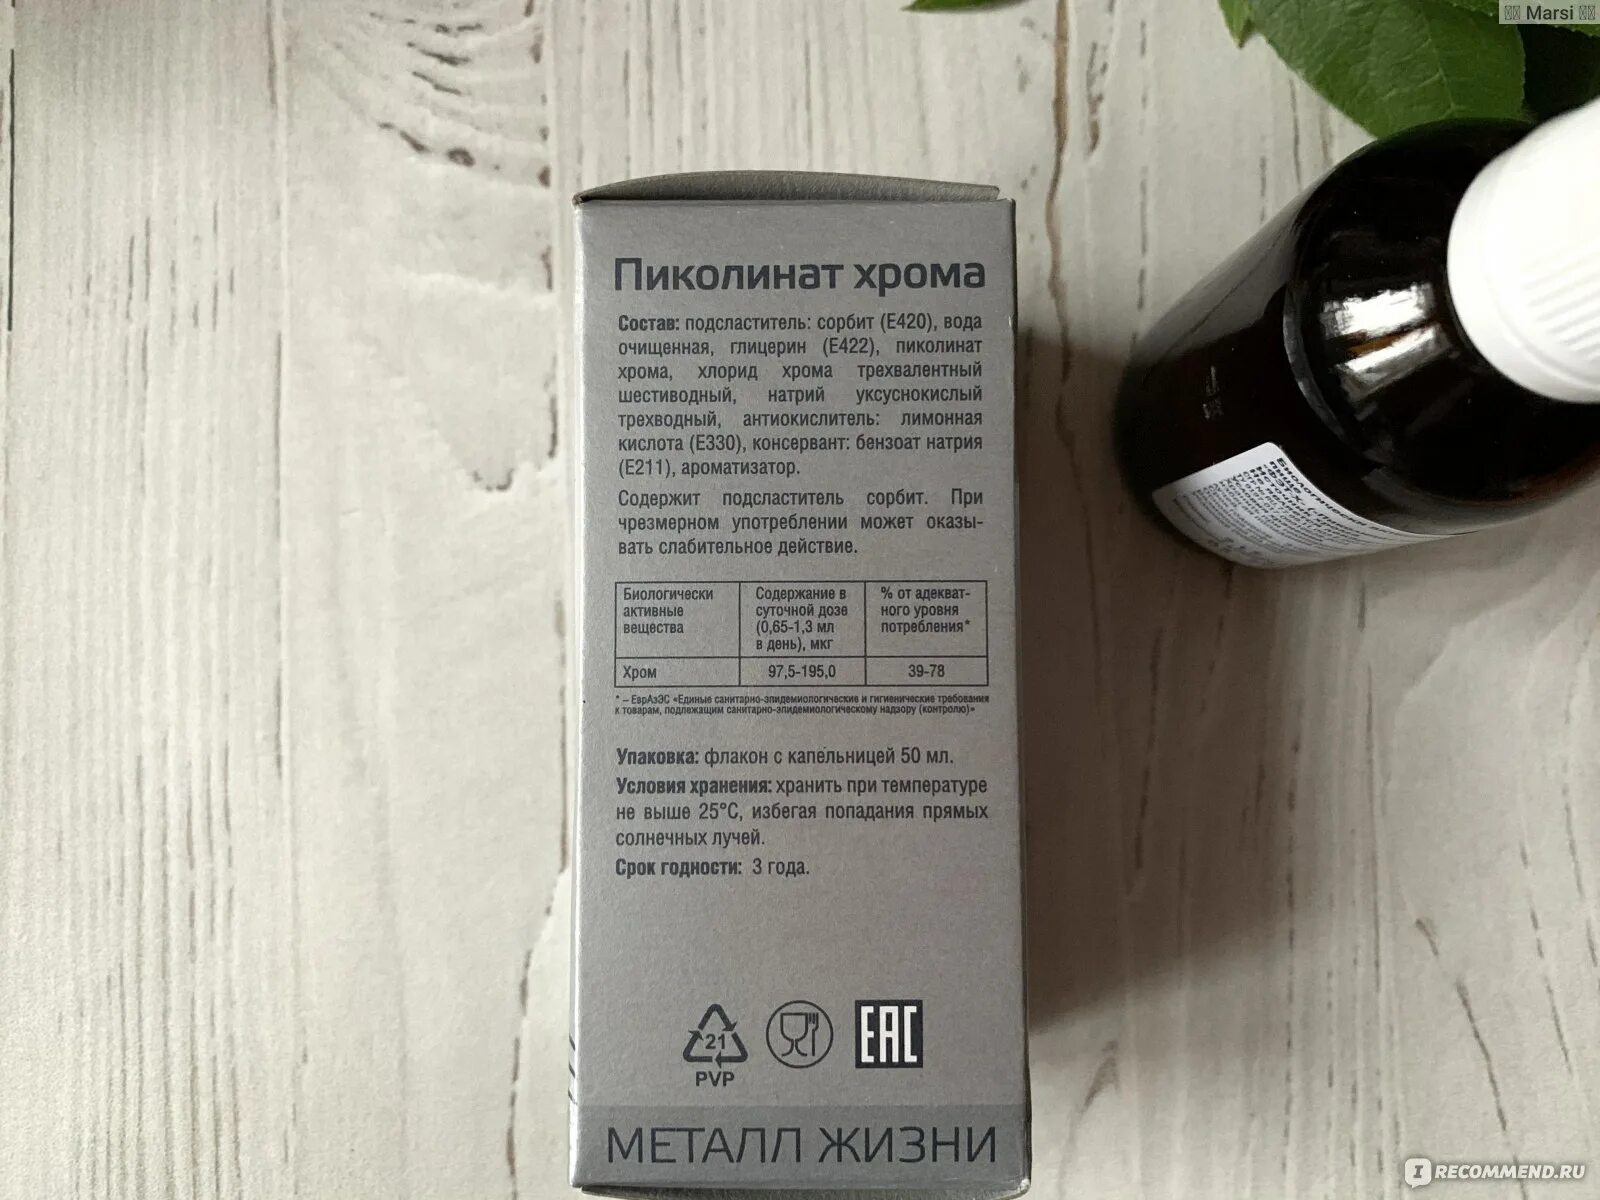 Marsi
Пиколинат хрома
Состав: подсластитель: сорбит (Е420), вода
очищенная, глицерин (Е422), пиколинат
хрома, хлорид хрома трехвалентный
шестиводный, натрий уксуснокислый
трехводный, антиокислитель: лимонная
кислота (Е330), консервант: бензоат натрия
(Е211), ароматизатор.
Содержит подсластитель сорбит. При
чрезмерном употреблении может оказы-
вать слабительное действие.
Биологически
активные
вещества
Содержание в
суточной дозе
(0,65-1,3 мл
в день), мкг
% от адекват-
ного уровня
потребления*
Хром
97,5-195,0
39-78
* – ЕврАзЭС «Единые санитарно-эпидемиологические и гигиенические требования
к товарам, подлежащим санитарно-эпидемиологическому надзору (контролю)»
Упаковка: флакон с капельницей 50 мл.
Условия хранения: хранить при температуре
не выше 25°С, избегая попадания прямых
солнечных лучей.
Срок годности: 3 года.
21
PVP
EAC
МЕТАЛЛ ЖИЗНИ
IRECOMMEND.RU